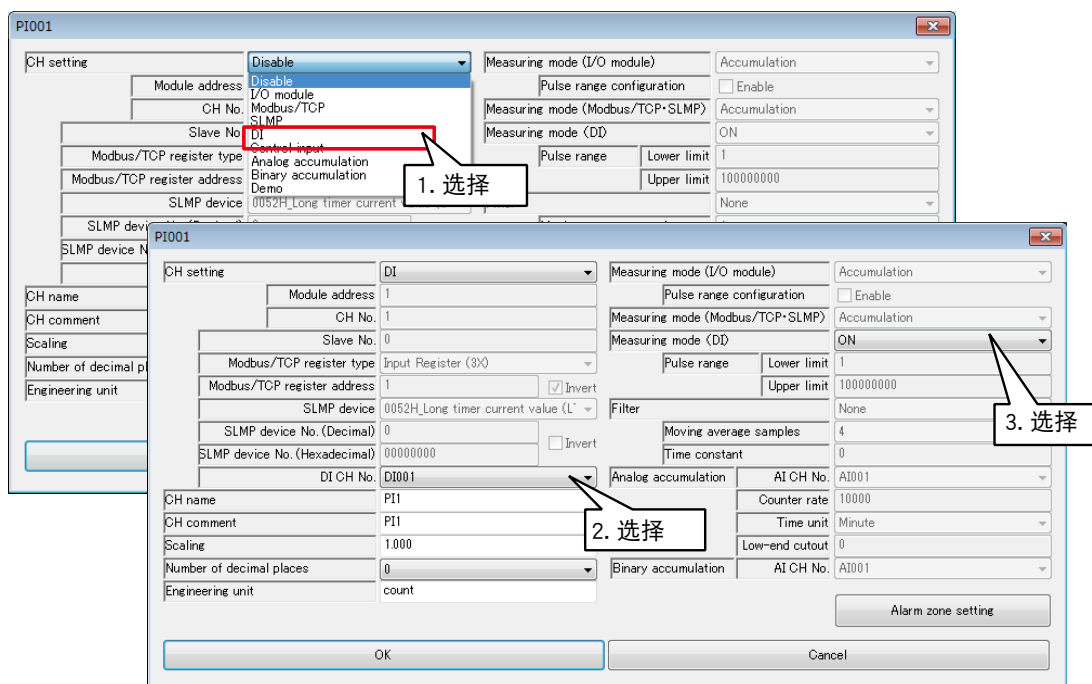 PI001
CH setting Disable Measuring mode (I/O module) Accumulation
Module address Disable Pulse range configuration Enable
I/O module
CH No. Modbus/TCP Measuring mode (Modbus/TCP･SLMP) Accumulation
SLMP
Slave No DI Measuring mode (DI) ON
Control input
Modbus/TCP register type Analog accumulation Pulse range Lower limit 1
Modbus/TCP register address Binary accumulation Upper limit 100000000
Demo
1. 选择
SLMP device 0052H_Long timer current value None
SLMP devi
SLMP device N
CH name
CH comment
Scaling
Number of decimal pl
Engineering unit
PI001
CH setting DI Measuring mode (I/O module) Accumulation
Module address 1 Pulse range configuration Enable
CH No. 1 Measuring mode (Modbus/TCP･SLMP) Accumulation
Slave No. 0 Measuring mode (DI) ON
Modbus/TCP register type Input Register (3X) Pulse range Lower limit 1
Modbus/TCP register address 1 Invert Upper limit 100000000
SLMP device 0052H_Long timer current value (L Filter None
3. 选择
SLMP device No. (Decimal) 0 Invert Moving average samples 4
SLMP device No. (Hexadecimal) 00000000 Time constant 0
DI CH No. DI001 Analog accumulation AI CH No. AI001
CH name PI1 Counter rate 10000
2. 选择
CH comment PI1 Time unit Minute
Scaling 1.000 Low-end cutout 0
Number of decimal places 0 Binary accumulation AI CH No. AI001
Engineering unit count
Alarm zone setting
OK Cancel